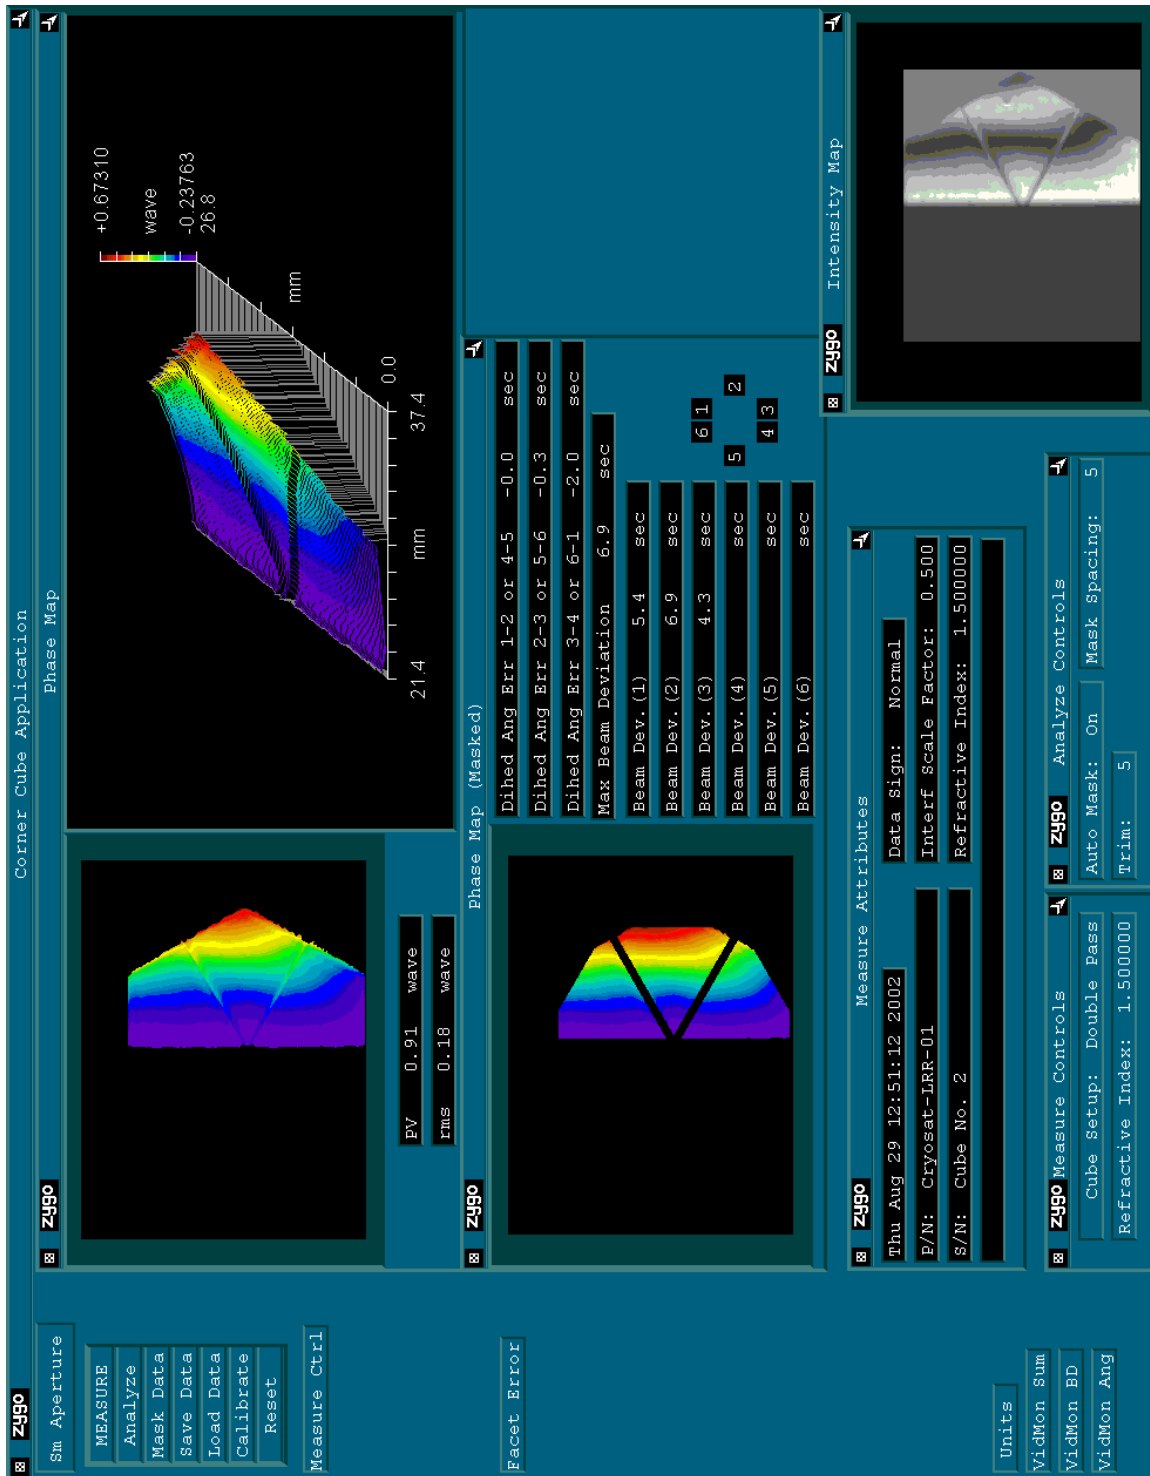 zygo Corner Cube Application
Sm Aperture
MEASURE
Analyze
Mask Data
Save Data
Load Data
Calibrate
Reset
Measure Ctrl
Facet Error
Units
VidMon Sum
VidMon BD
VidMon Ang
zygo Phase Map
PV 0.91 wave
rms 0.18 wave
+0.67310
wave
-0.23763
26.8
mm
0.0
37.4
mm
21.4
zygo Phase Map (Masked)
Dihed Ang Err 1-2 or 4-5 -0.0 sec
Dihed Ang Err 2-3 or 5-6 -0.3 sec
Dihed Ang Err 3-4 or 6-1 -2.0 sec
Max Beam Deviation 6.9 sec
Beam Dev.(1) 5.4 sec
Beam Dev.(2) 6.9 sec
Beam Dev.(3) 4.3 sec
Beam Dev.(4) sec
Beam Dev.(5) sec
Beam Dev.(6) sec
6 1
5 2
4 3
zygo Measure Attributes
Thu Aug 29 12:51:12 2002
Data Sign: Normal
P/N: Cryosat-LRR-01
Interf Scale Factor: 0.500
S/N: Cube No. 2
Refractive Index: 1.500000
zygo Intensity Map
zygo Measure Controls
Cube Setup: Double Pass
Refractive Index: 1.500000
zygo Analyze Controls
Auto Mask: On
Mask Spacing: 5
Trim: 5